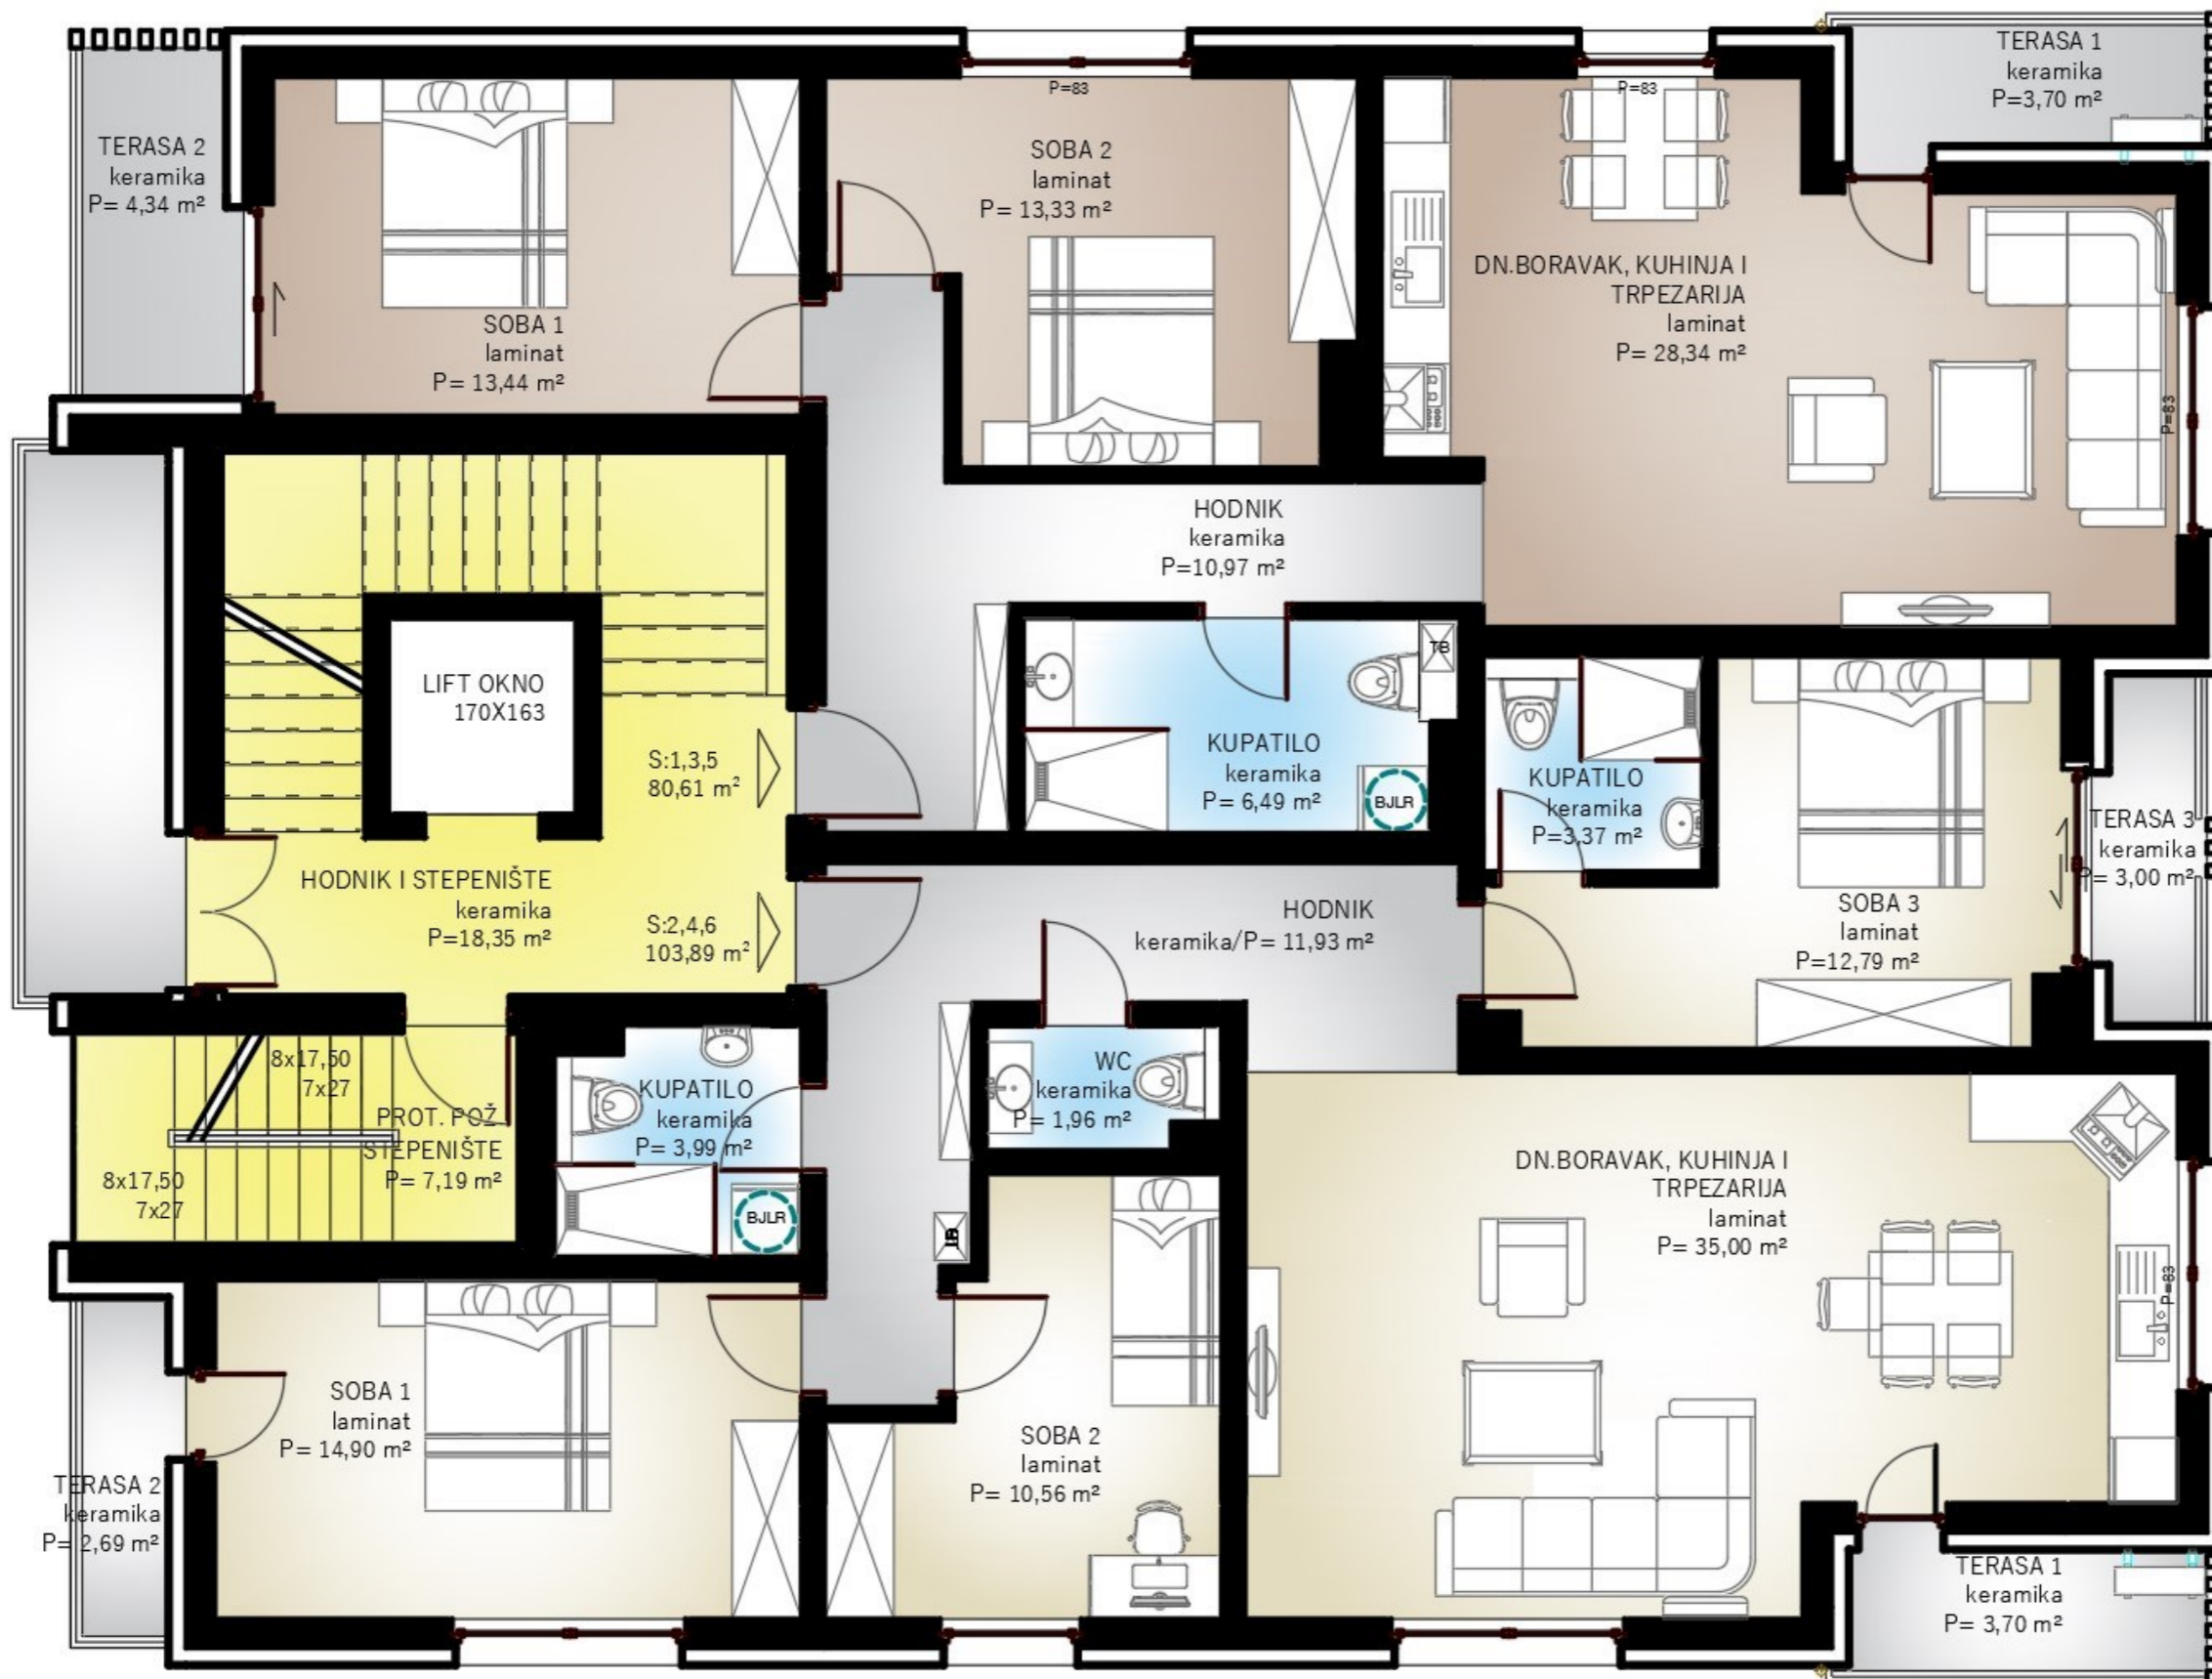 TERASA 1
keramika
P=3,70 m²
P=83
P=83
TERASA 2
keramika
P= 4,34 m²
SOBA 2
laminat
P= 13,33 m²
DN.BORAVAK, KUHINJA I
TRPEZARIJA
laminat
P= 28,34 m²
SOBA 1
laminat
P= 13,44 m²
P=83
HODNIK
keramika
P=10,97 m²
TB
LIFT OKNO
170X163
S:1,3,5
80,61 m²
KUPATILO
keramika
P= 6,49 m²
BJLR
KUPATILO
keramika
P=3,37 m²
TERASA 3
keramika
P= 3,00 m²
HODNIK I STEPENIŠTE
keramika
P=18,35 m²
S:2,4,6
103,89 m²
HODNIK
keramika/P= 11,93 m²
SOBA 3
laminat
P=12,79 m²
8x17,50
7x27
PROT. POŽ.
STEPENIŠTE
P= 7,19 m²
8x17,50
7x27
KUPATILO
keramika
P= 3,99 m²
BJLR
WC
keramika
P= 1,96 m²
DN.BORAVAK, KUHINJA I
TRPEZARIJA
laminat
P= 35,00 m²
P=83
SOBA 1
laminat
P= 14,90 m²
SOBA 2
laminat
P= 10,56 m²
TERASA 2
keramika
P= 2,69 m²
TERASA 1
keramika
P= 3,70 m²